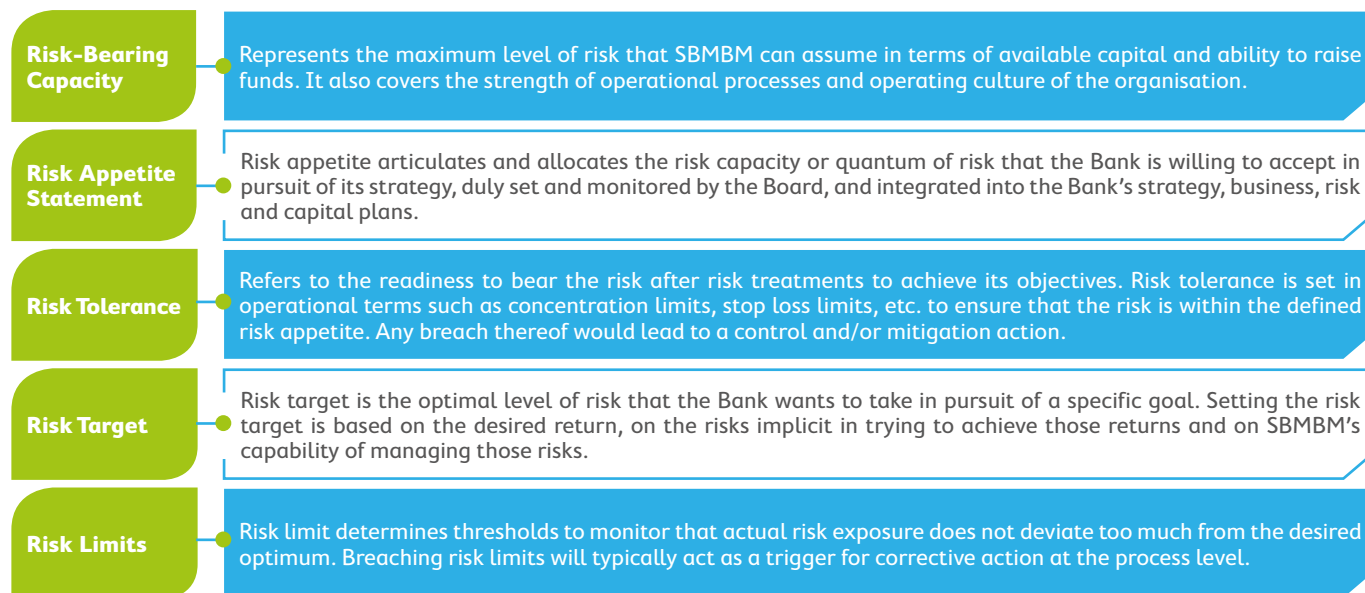 Risk-Bearing
Capacity
Represents the maximum level of risk that SBMBM can assume in terms of available capital and ability to raise
funds. It also covers the strength of operational processes and operating culture of the organisation.
Risk Appetite
Statement
Risk appetite articulates and allocates the risk capacity or quantum of risk that the Bank is willing to accept in
pursuit of its strategy, duly set and monitored by the Board, and integrated into the Bank's strategy, business, risk
and capital plans.
Risk Tolerance
Refers to the readiness to bear the risk after risk treatments to achieve its objectives. Risk tolerance is set in
operational terms such as concentration limits, stop loss limits, etc. to ensure that the risk is within the defined
risk appetite. Any breach thereof would lead to a control and/or mitigation action.
Risk Target
Risk target is the optimal level of risk that the Bank wants to take in pursuit of a specific goal. Setting the risk
target is based on the desired return, on the risks implicit in trying to achieve those returns and on SBMBM's
capability of managing those risks.
Risk Limits
Risk limit determines thresholds to monitor that actual risk exposure does not deviate too much from the desired
optimum. Breaching risk limits will typically act as a trigger for corrective action at the process level.